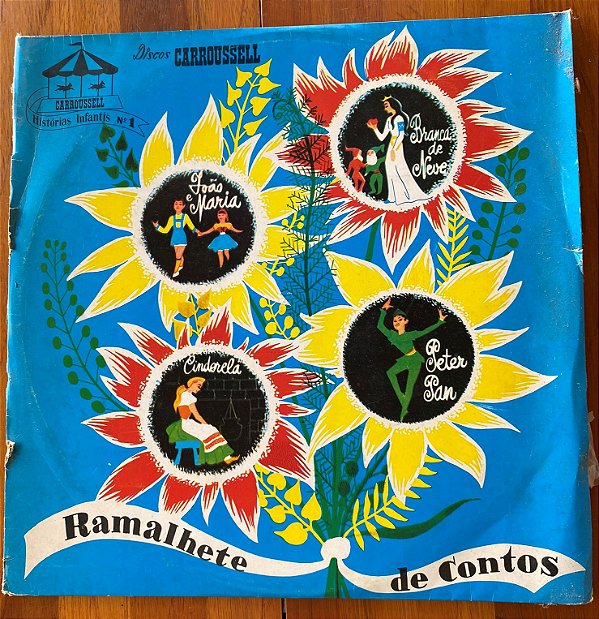 Discos CARROUSSELL
CARROUSSELL
Histórias Infantis Nº 1
Branca
de
Neve
João
e
Maria
Peter
Pan
Cinderela
Ramalhete
de Contos